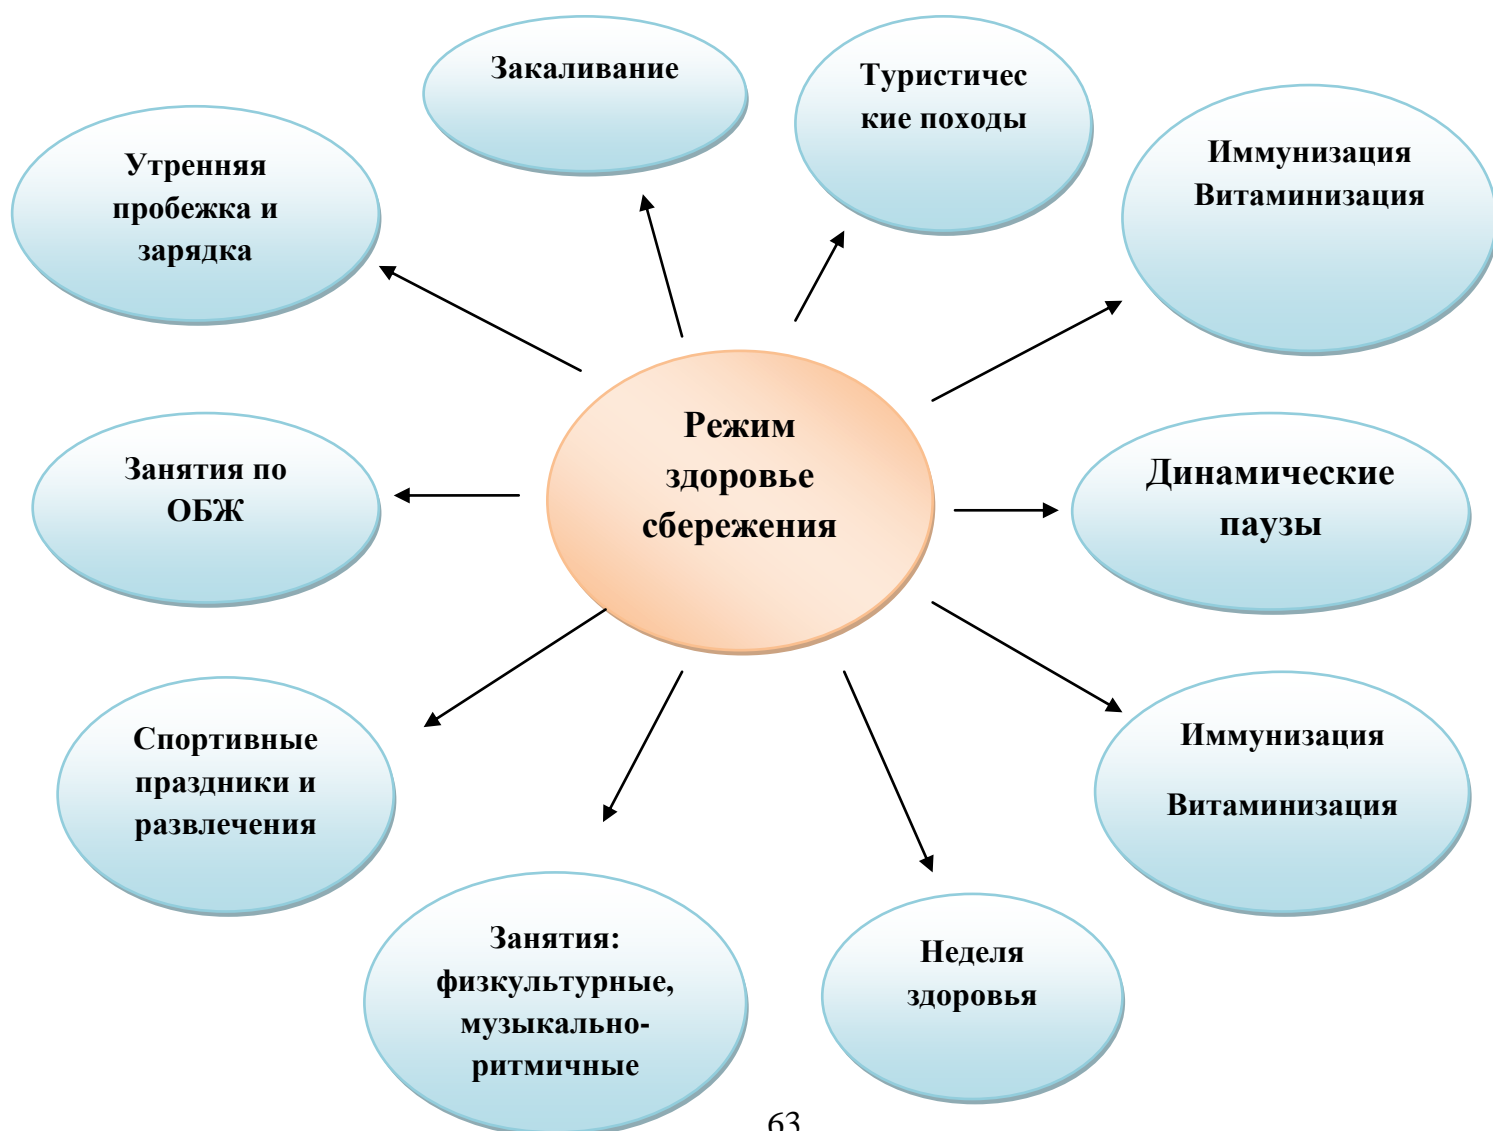 Закаливание
Туристичес
кие походы
Иммунизация
Витаминизация
Утренняя
пробежка и
зарядка
Режим
здоровье
сбережения
Занятия по
ОБЖ
Динамические
паузы
Спортивные
праздники и
развлечения
Иммунизация
Витаминизация
Занятия:
физкультурные,
музыкально-
ритмичные
Неделя
здоровья
63